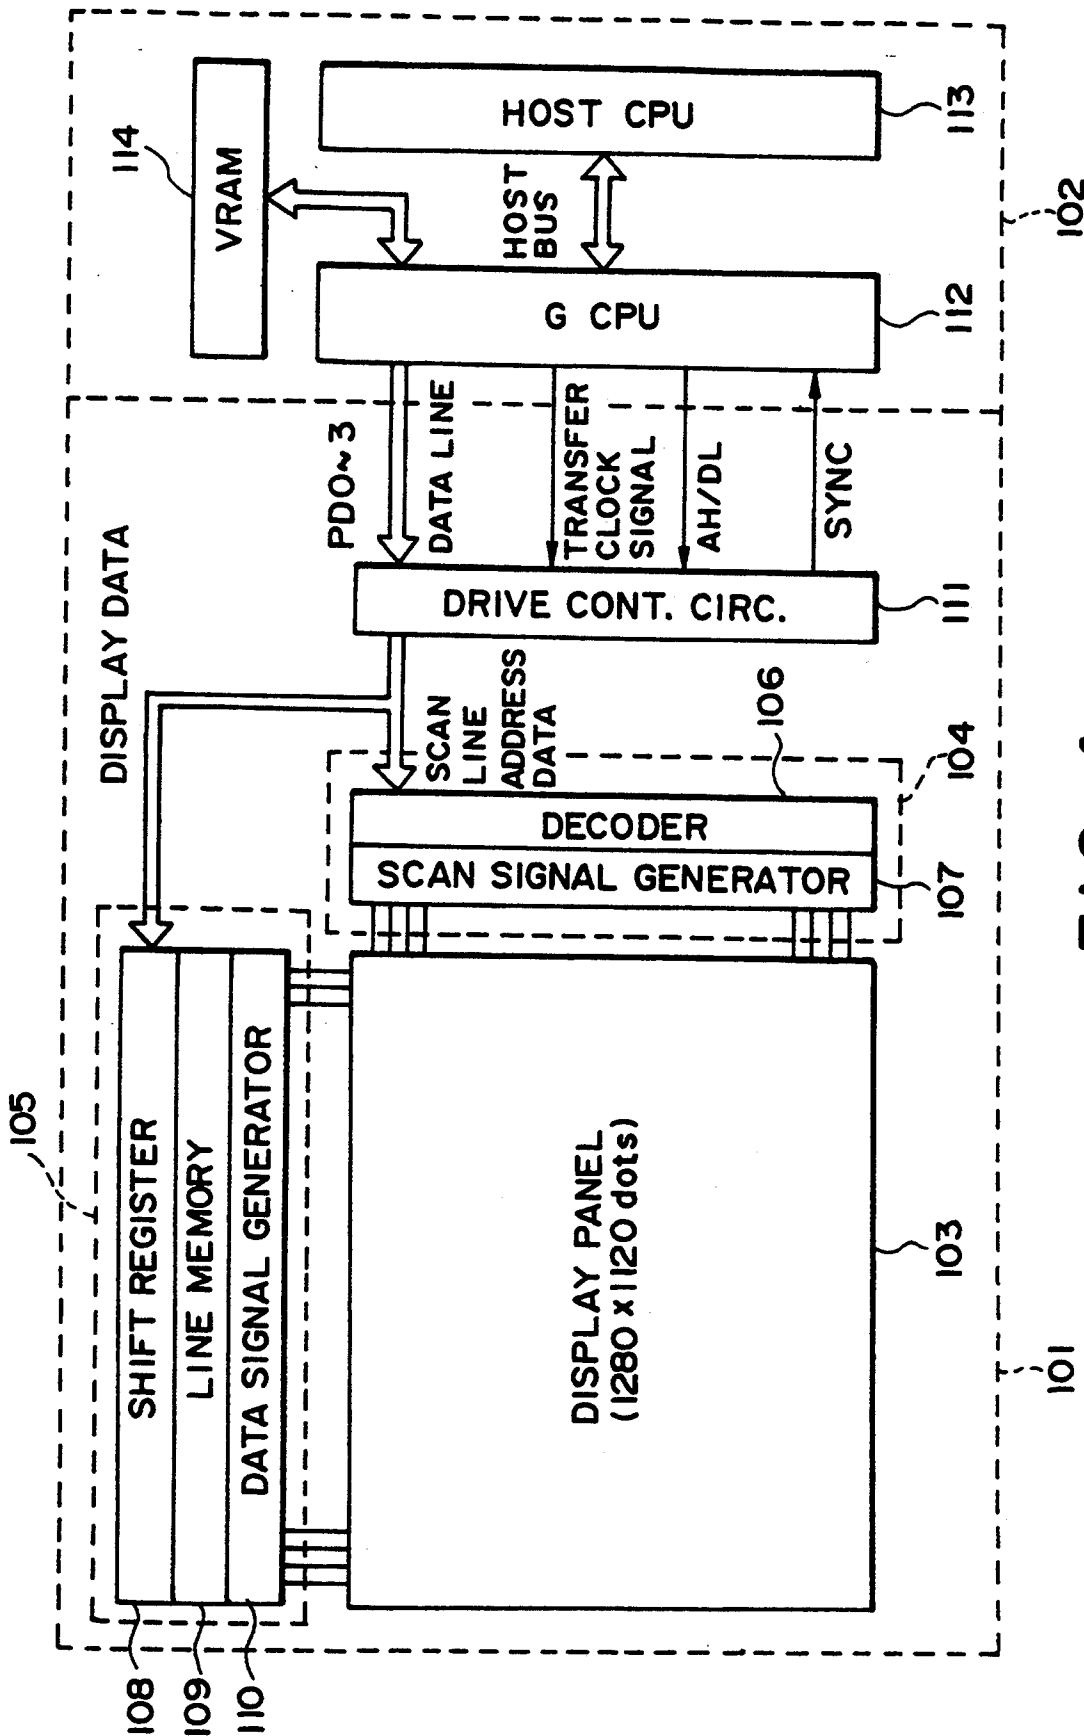 105
SHIFT REGISTER
LINE MEMORY
DATA SIGNAL GENERATOR
108
109
110
DISPLAY DATA
PD0~3
DATA LINE
TRANSFER
CLOCK
SIGNAL
AH/DL
SYNC
SCAN
LINE
ADDRESS
DATA
114
VRAM
HOST CPU
113
HOST
BUS
G CPU
112
DRIVE CONT. CIRC.
111
106
104
DECODER
SCAN SIGNAL GENERATOR
107
DISPLAY PANEL
(1280 x 1120 dots)
103
101
102